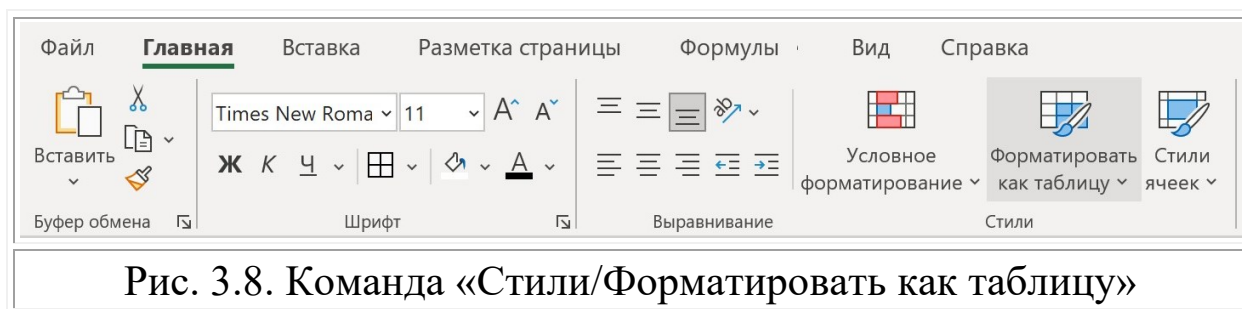 Файл Главная Вставка Разметка страницы Формулы Вид Справка
Вставить
Буфер обмена
Times New Roma 11 А А
Ж К Ч А
Шрифт
Выравнивание
Условное форматирование
Форматировать как таблицу
Стили ячеек
Стили
Рис. 3.8. Команда «Стили/Форматировать как таблицу»